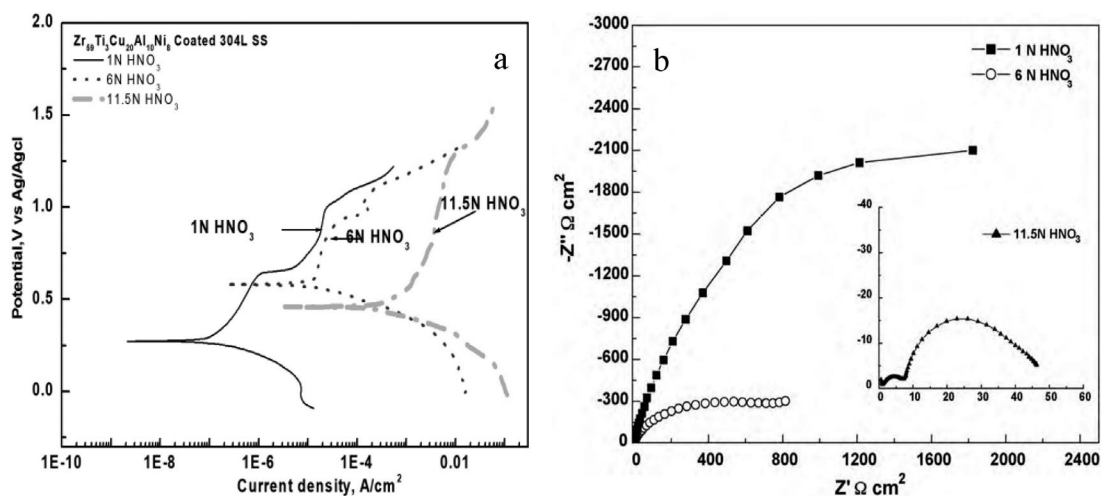 a
Zr₅₉Ti₃Cu₂₀Al₁₀Ni₈ Coated 304L SS
1N HNO₃
6N HNO₃
11.5N HNO₃
2.0
1.5
1.0
0.5
0.0
Potential,V vs Ag/Agcl
1N HNO₃
6N HNO₃
11.5N HNO₃
1E-10 1E-8 1E-6 1E-4 0.01
Current density, A/cm²
b
1 N HNO₃
6 N HNO₃
-3000
-2700
-2400
-2100
-1800
-1500
-1200
-900
-600
-300
0
-Z'' Ω cm²
0 400 800 1200 1600 2000 2400
Z' Ω cm²
11.5N HNO₃
-40
-30
-20
-10
0
0 10 20 30 40 50 60